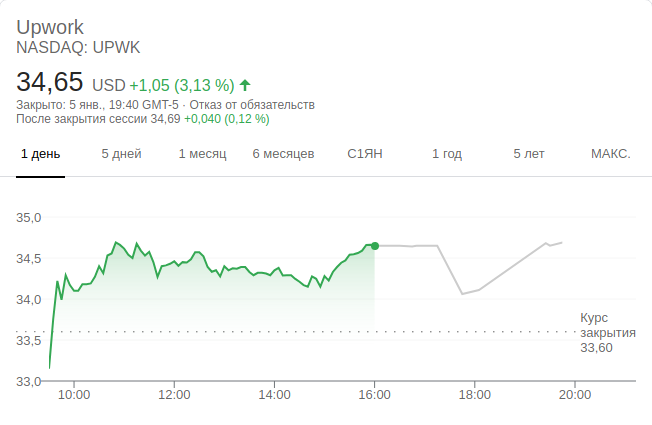 Upwork
NASDAQ: UPWK
34,65 USD +1,05 (3,13 %)
Закрыто: 5 янв., 19:40 GMT-5 · Отказ от обязательств
После закрытия сессии 34,69 +0,040 (0,12 %)
1 день 5 дней 1 месяц 6 месяцев С1ЯН 1 год 5 лет МАКС.
35,0
34,5
34,0
33,5
33,0
Курс
закрытия
33,60
10:00 12:00 14:00 16:00 18:00 20:00